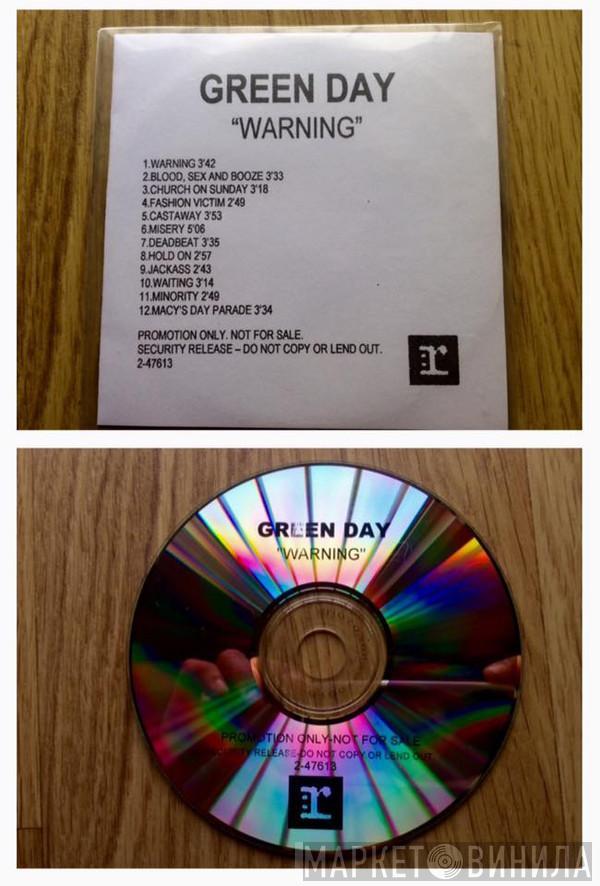 GREEN DAY
“WARNING”
1.WARNING 3'42
2.BLOOD, SEX AND BOOZE 3'33
3.CHURCH ON SUNDAY 3'18
4.FASHION VICTIM 2'49
5.CASTAWAY 3'53
6.MISERY 5'06
7.DEADBEAT 3'35
8.HOLD ON 2'57
9.JACKASS 2'43
10.WAITING 3'14
11.MINORITY 2'49
12.MACY'S DAY PARADE 3'34
PROMOTION ONLY. NOT FOR SALE.
SECURITY RELEASE – DO NOT COPY OR LEND OUT.
2-47613
r
GREEN DAY
"WARNING"
PROMOTION ONLY-NOT FOR SALE
SECURITY RELEASE-DO NOT COPY OR LEND OUT.
2-47613
r
МАРКЕТ ВИНИЛА